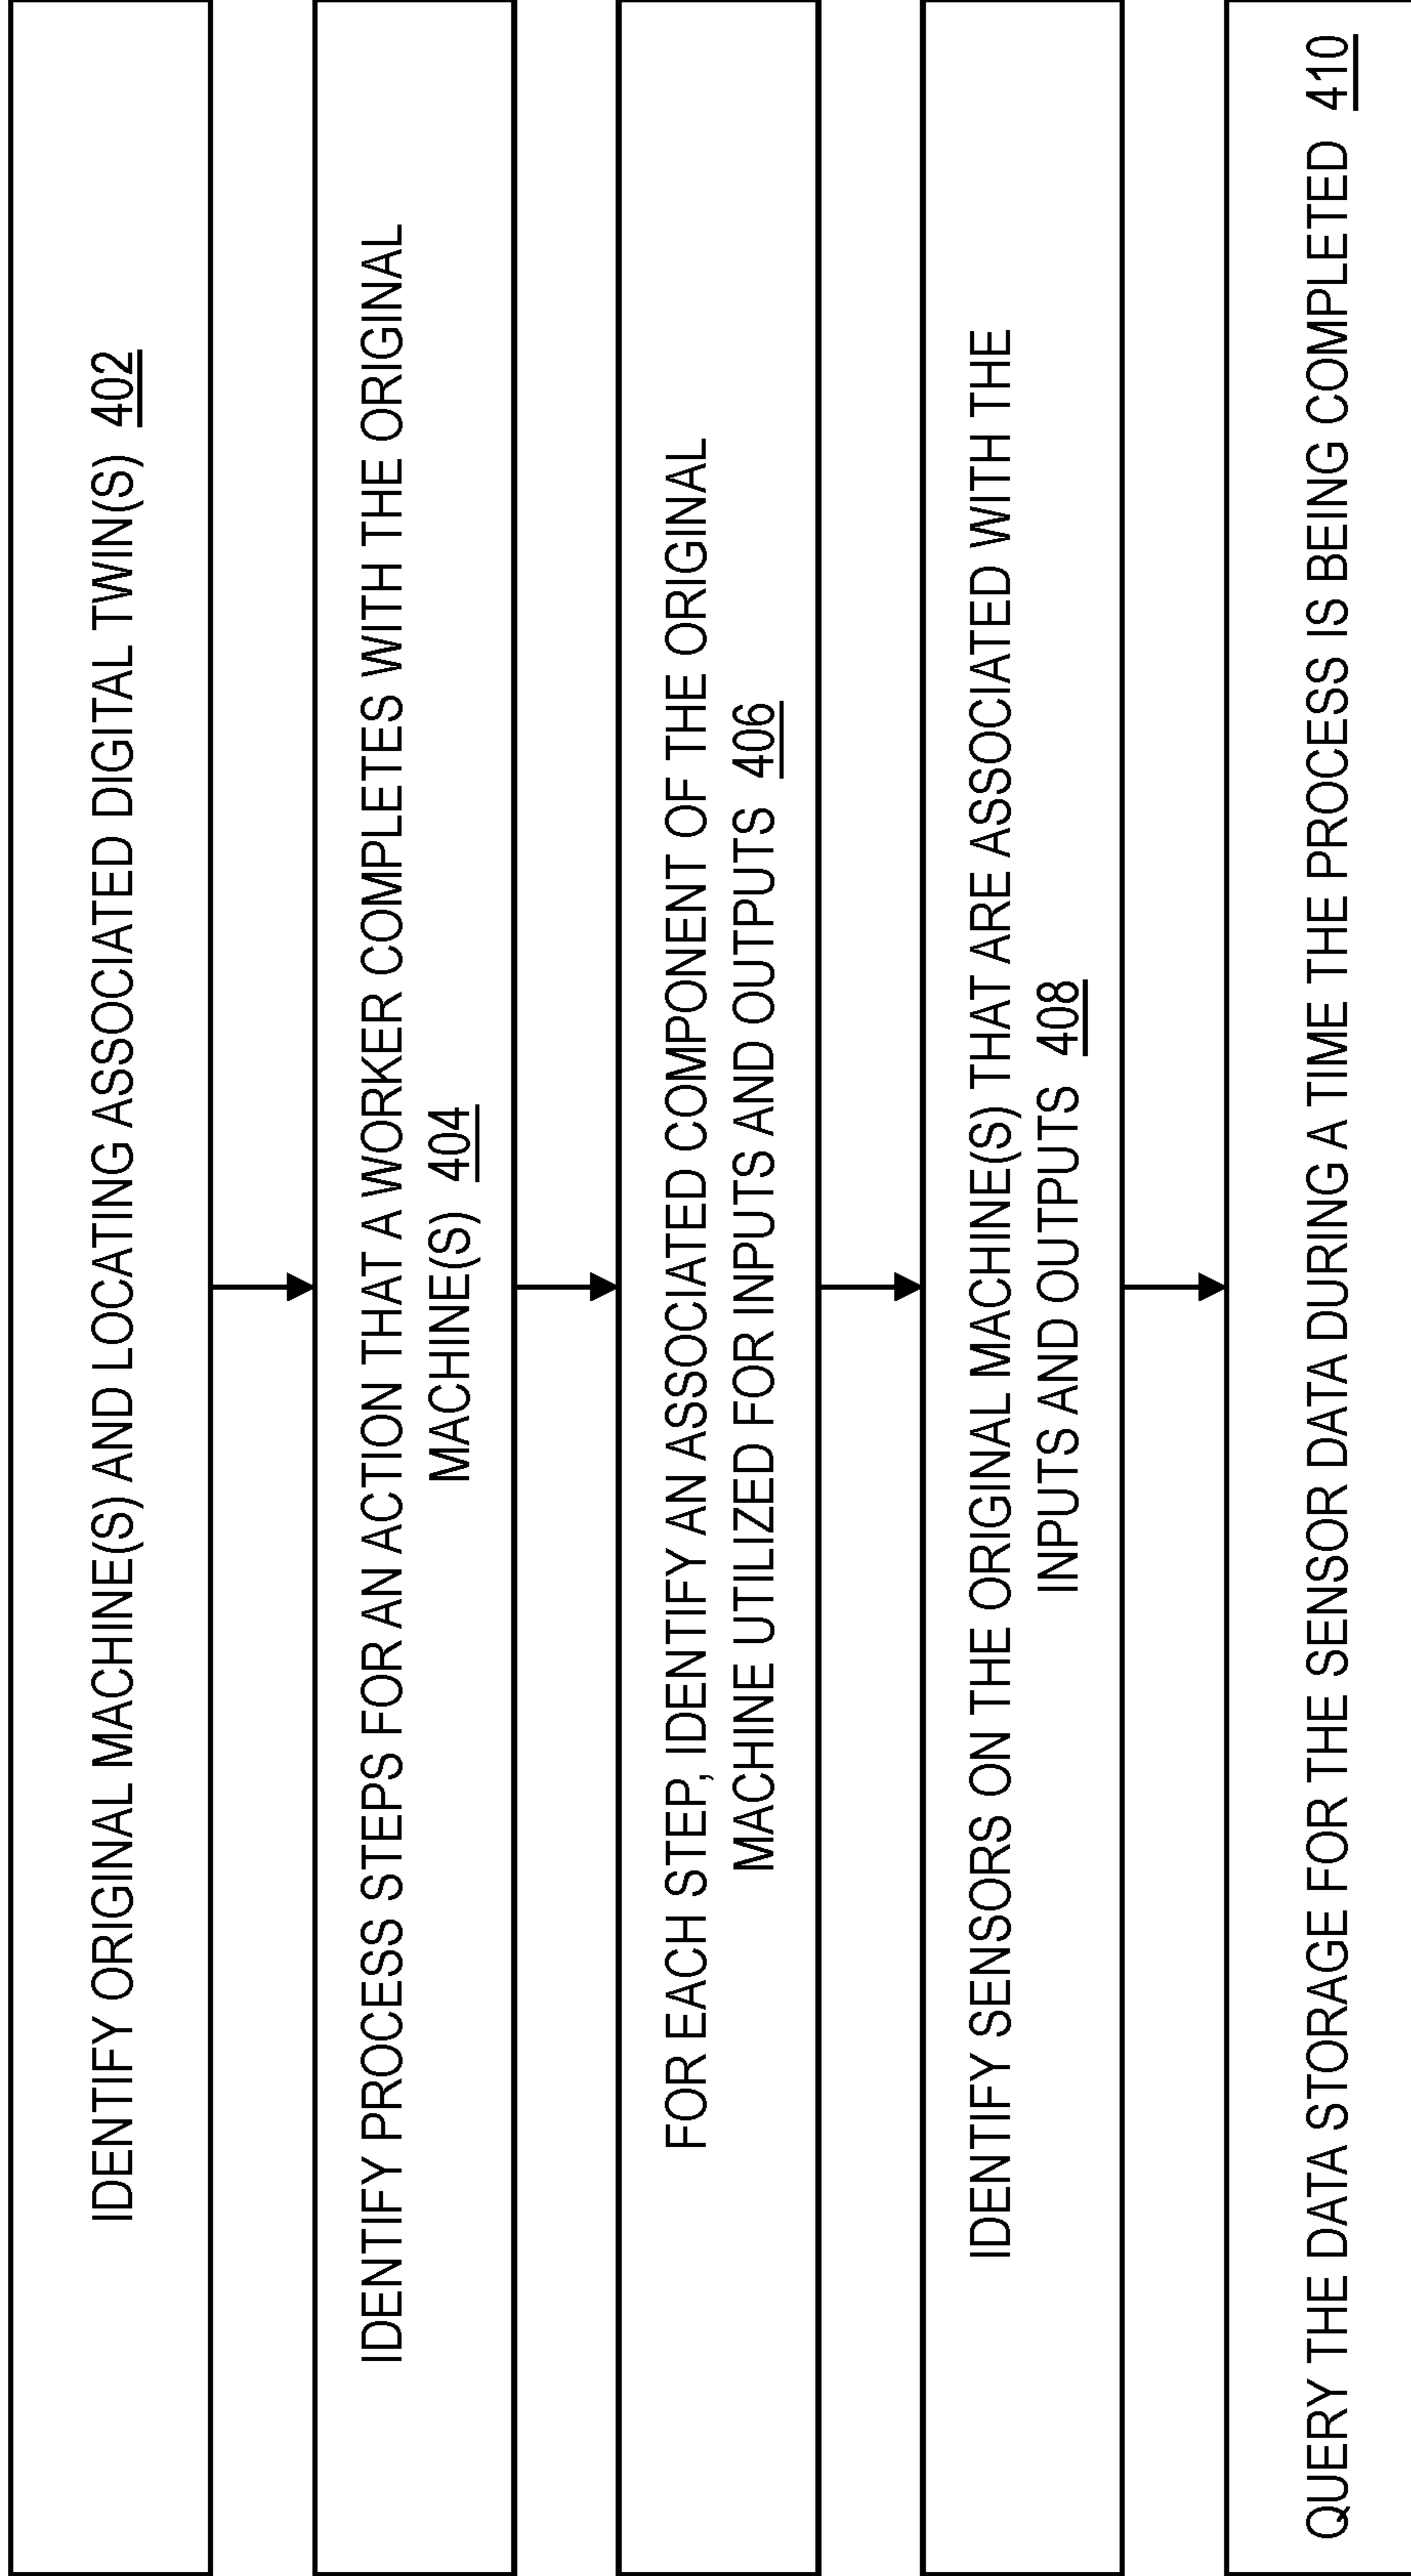 IDENTIFY ORIGINAL MACHINE(S) AND LOCATING ASSOCIATED DIGITAL TWIN(S) 402
IDENTIFY PROCESS STEPS FOR AN ACTION THAT A WORKER COMPLETES WITH THE ORIGINAL
MACHINE(S) 404
FOR EACH STEP, IDENTIFY AN ASSOCIATED COMPONENT OF THE ORIGINAL
MACHINE UTILIZED FOR INPUTS AND OUTPUTS 406
IDENTIFY SENSORS ON THE ORIGINAL MACHINE(S) THAT ARE ASSOCIATED WITH THE
INPUTS AND OUTPUTS 408
QUERY THE DATA STORAGE FOR THE SENSOR DATA DURING A TIME THE PROCESS IS BEING COMPLETED 410